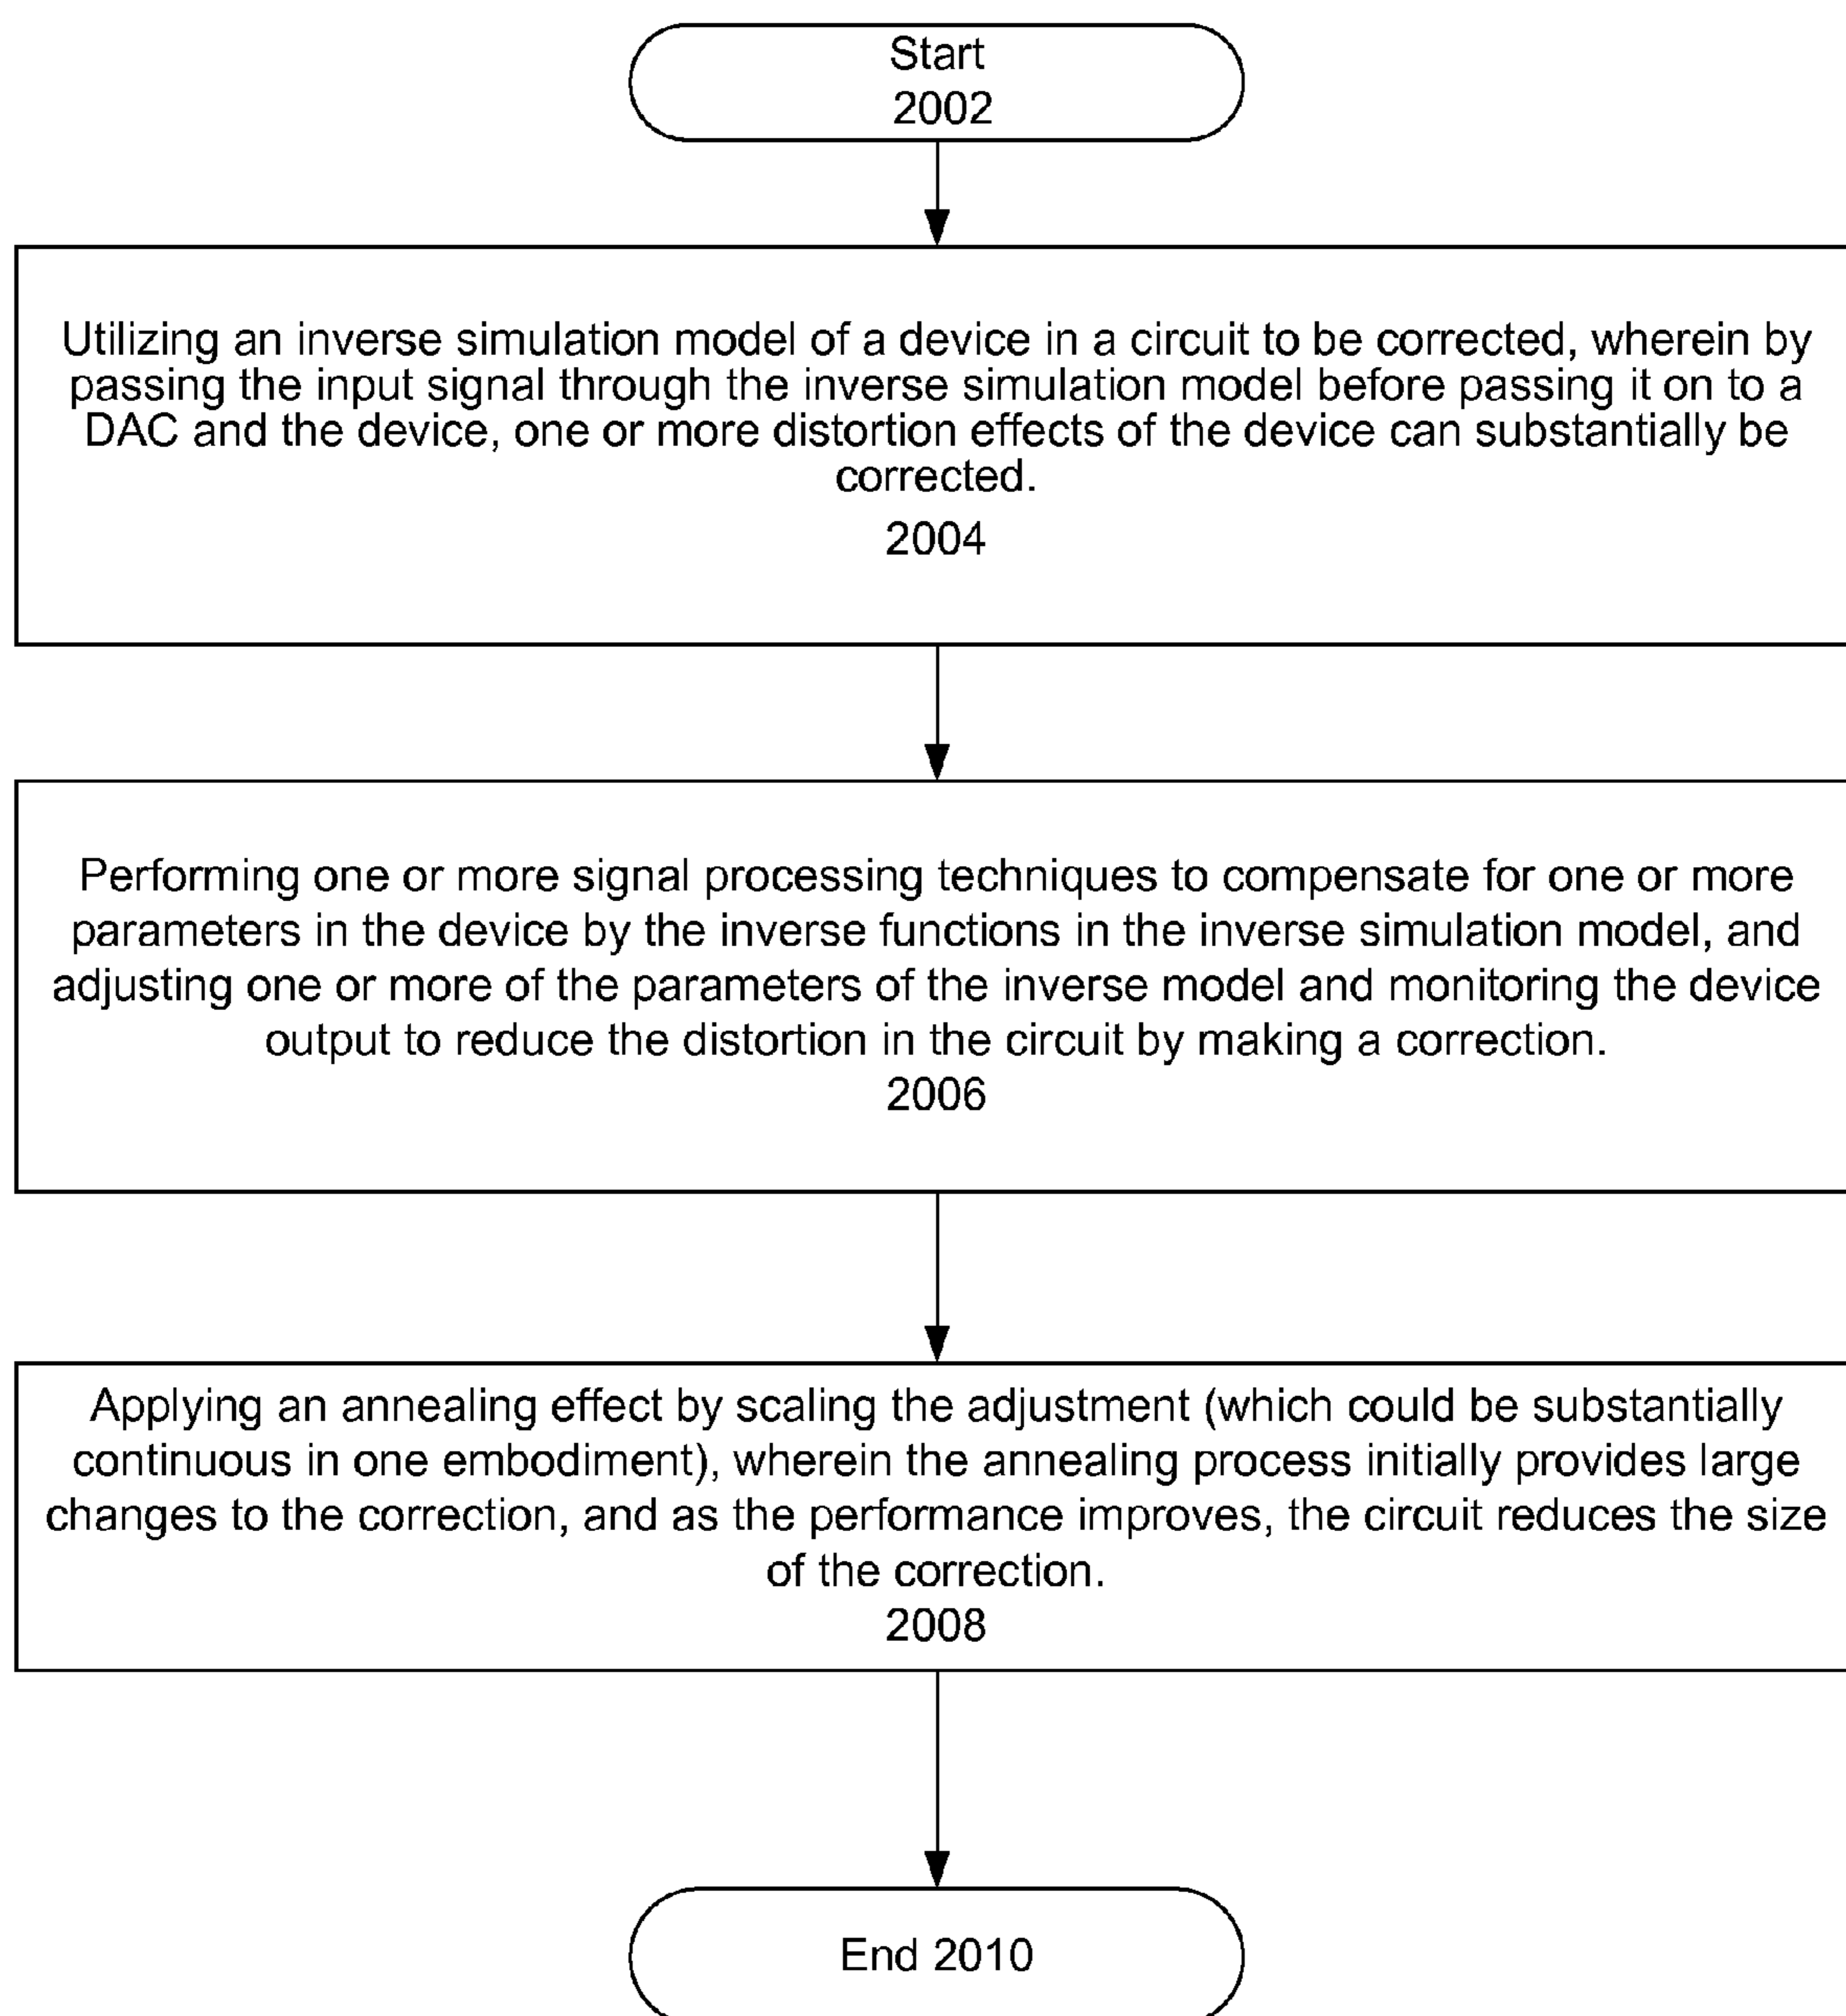 Start
2002
Utilizing an inverse simulation model of a device in a circuit to be corrected, wherein by
passing the input signal through the inverse simulation model before passing it on to a
DAC and the device, one or more distortion effects of the device can substantially be
corrected.
2004
Performing one or more signal processing techniques to compensate for one or more
parameters in the device by the inverse functions in the inverse simulation model, and
adjusting one or more of the parameters of the inverse model and monitoring the device
output to reduce the distortion in the circuit by making a correction.
2006
Applying an annealing effect by scaling the adjustment (which could be substantially
continuous in one embodiment), wherein the annealing process initially provides large
changes to the correction, and as the performance improves, the circuit reduces the size
of the correction.
2008
End 2010